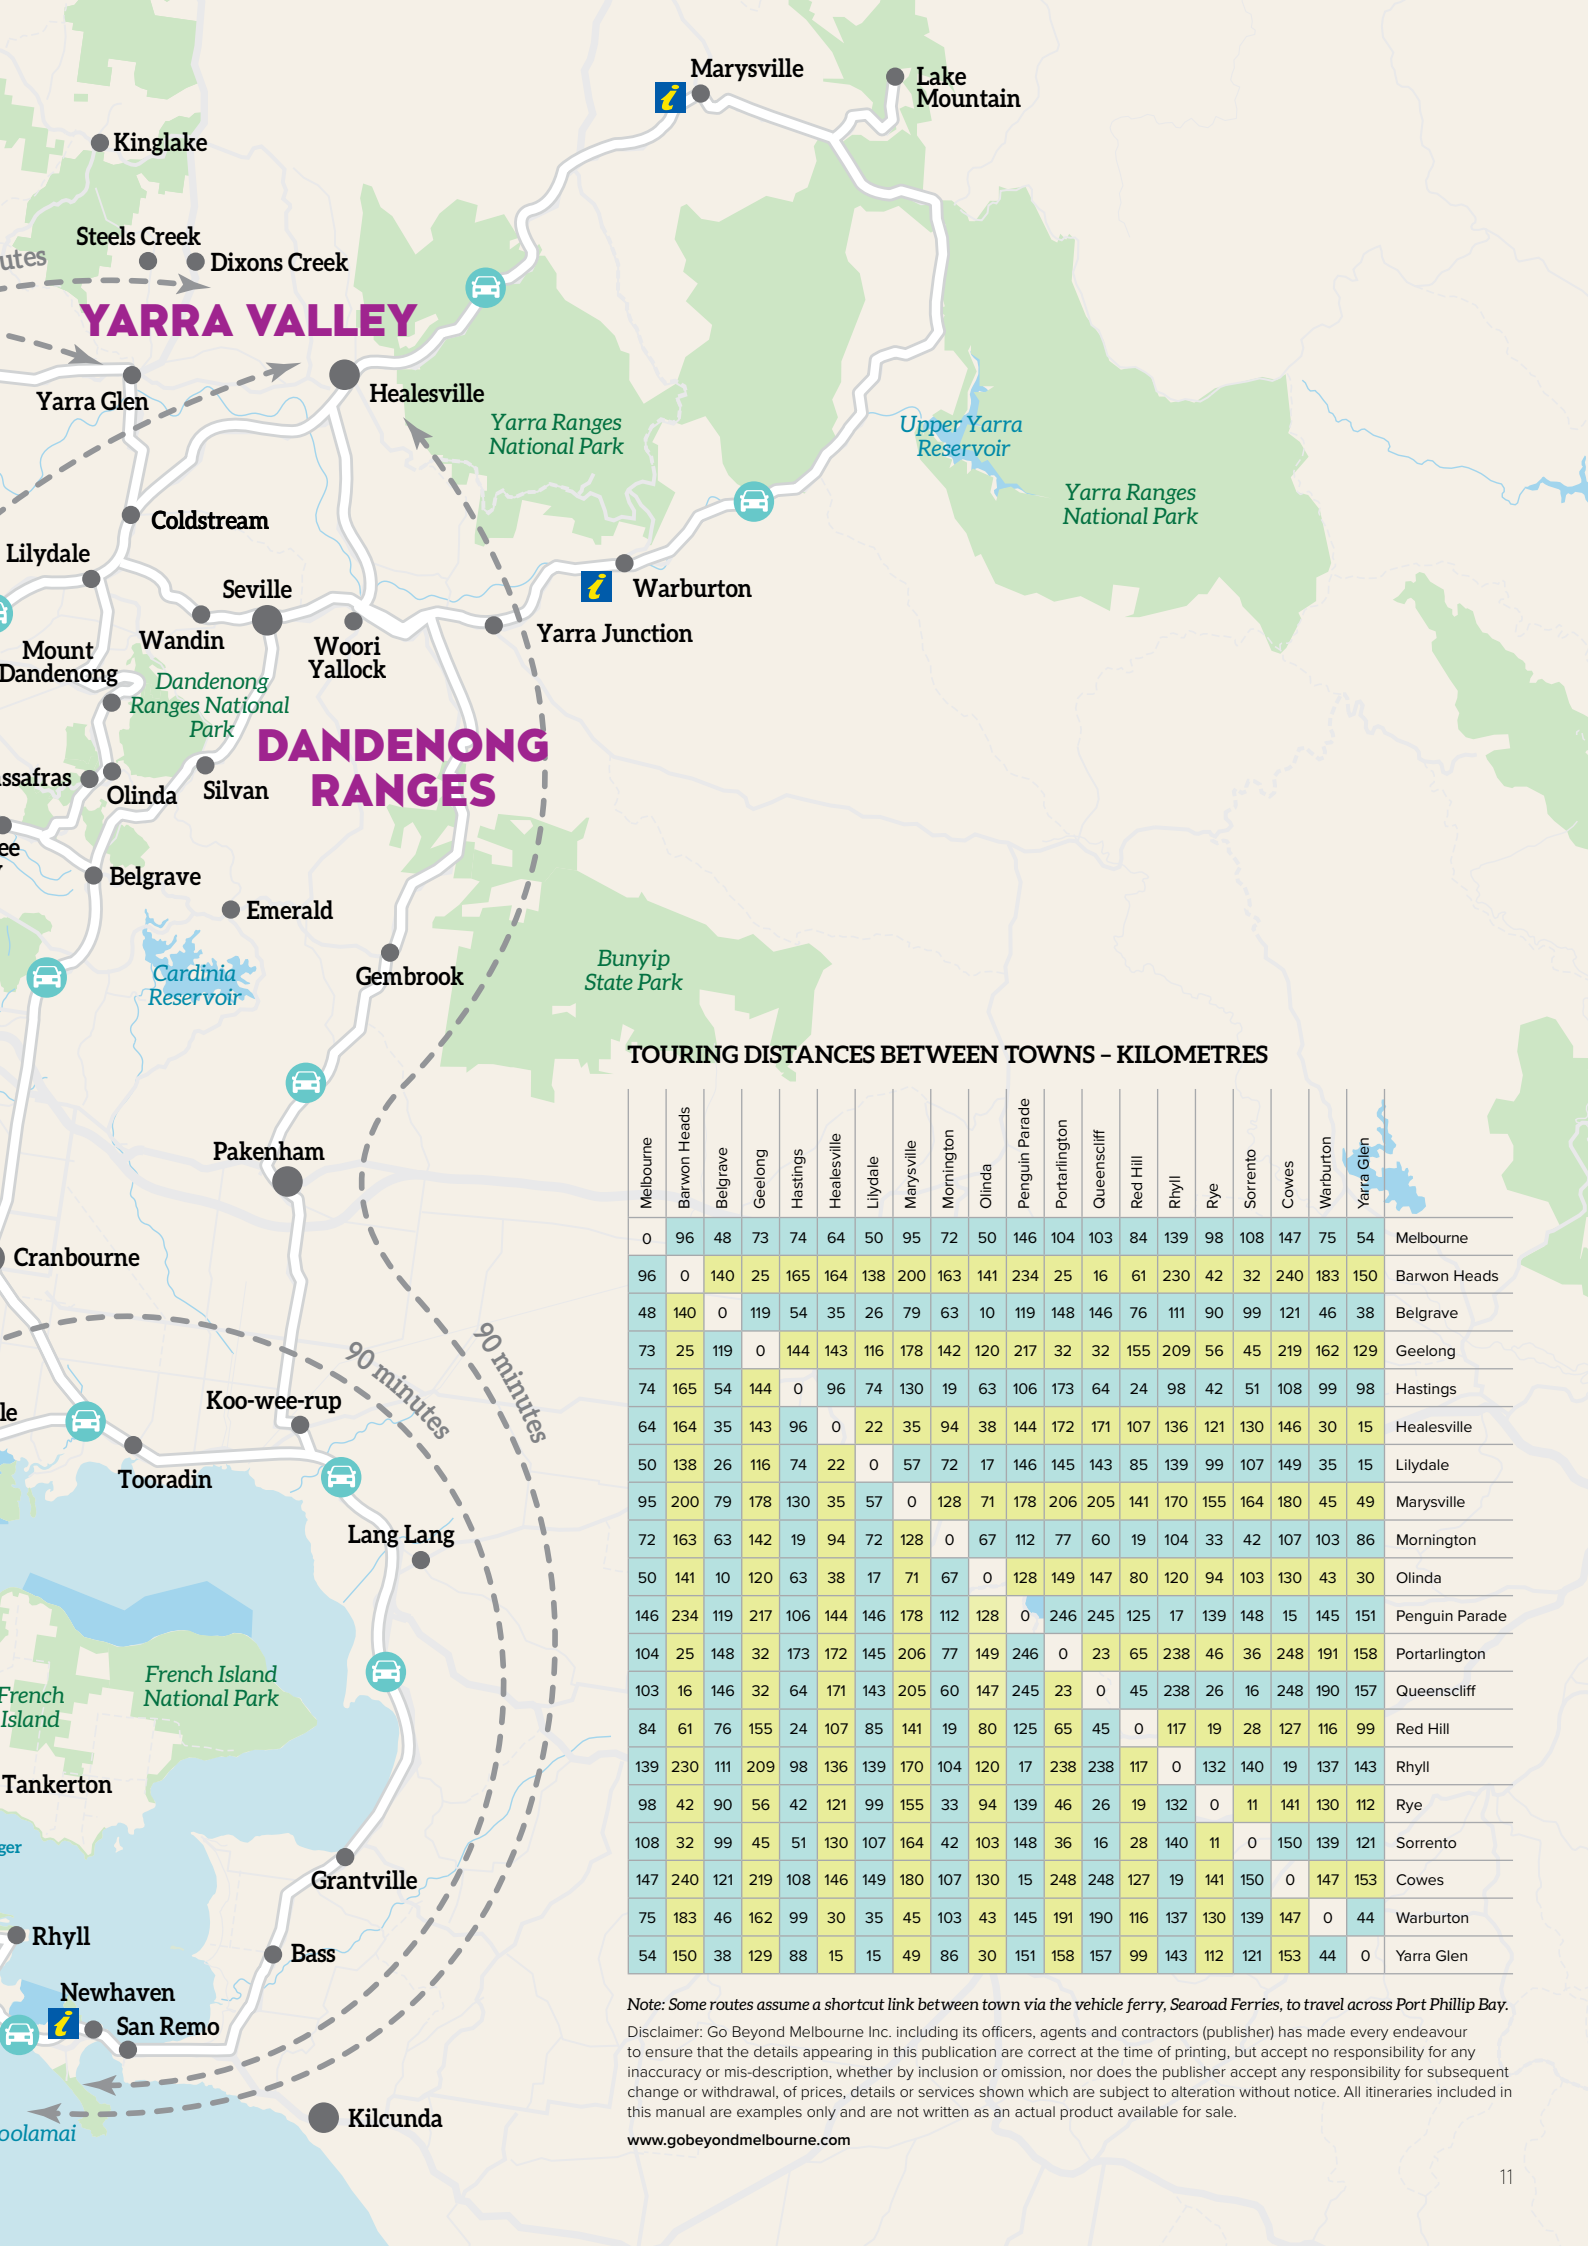 Marysville
Lake
Mountain
Kinglake
Steels Creek
Dixons Creek
utes
YARRA VALLEY
Yarra Glen
Healesville
Yarra Ranges
National Park
Upper Yarra
Reservoir
Yarra Ranges
National Park
Coldstream
Lilydale
Seville
Warburton
Wandin
Woori
Yallock
Yarra Junction
Mount
Dandenong
Dandenong
Ranges National
Park
DANDENONG
RANGES
ssafras
Olinda
Silvan
ee
Belgrave
Emerald
Cardinia
Reservoir
Gembrook
Bunyip
State Park
Pakenham
Cranbourne
90 minutes
90 minutes
Koo-wee-rup
le
Tooradin
Lang Lang
French Island
National Park
French
Island
Tankerton
ger
Grantville
Rhyll
Bass
Newhaven
San Remo
Kilcunda
oolamai
TOURING DISTANCES BETWEEN TOWNS – KILOMETRES
Melbourne Barwon Heads Belgrave Geelong Hastings Healesville Lilydale Marysville Mornington Olinda Penguin Parade Portarlington Queenscliff Red Hill Rhyll Rye Sorrento Cowes Warburton Yarra Glen
0 96 48 73 74 64 50 95 72 50 146 104 103 84 139 98 108 147 75 54 Melbourne
96 0 140 25 165 164 138 200 163 141 234 25 16 61 230 42 32 240 183 150 Barwon Heads
48 140 0 119 54 35 26 79 63 10 119 148 146 76 111 90 99 121 46 38 Belgrave
73 25 119 0 144 143 116 178 142 120 217 32 32 155 209 56 45 219 162 129 Geelong
74 165 54 144 0 96 74 130 19 63 106 173 64 24 98 42 51 108 99 98 Hastings
64 164 35 143 96 0 22 35 94 38 144 172 171 107 136 121 130 146 30 15 Healesville
50 138 26 116 74 22 0 57 72 17 146 145 143 85 139 99 107 149 35 15 Lilydale
95 200 79 178 130 35 57 0 128 71 178 206 205 141 170 155 164 180 45 49 Marysville
72 163 63 142 19 94 72 128 0 67 112 77 60 19 104 33 42 107 103 86 Mornington
50 141 10 120 63 38 17 71 67 0 128 149 147 80 120 94 103 130 43 30 Olinda
146 234 119 217 106 144 146 178 112 128 0 246 245 125 17 139 148 15 145 151 Penguin Parade
104 25 148 32 173 172 145 206 77 149 246 0 23 65 238 46 36 248 191 158 Portarlington
103 16 146 32 64 171 143 205 60 147 245 23 0 45 238 26 16 248 190 157 Queenscliff
84 61 76 155 24 107 85 141 19 80 125 65 45 0 117 19 28 127 116 99 Red Hill
139 230 111 209 98 136 139 170 104 120 17 238 238 117 0 132 140 19 137 143 Rhyll
98 42 90 56 42 121 99 155 33 94 139 46 26 19 132 0 11 141 130 112 Rye
108 32 99 45 51 130 107 164 42 103 148 36 16 28 140 11 0 150 139 121 Sorrento
147 240 121 219 108 146 149 180 107 130 15 248 248 127 19 141 150 0 147 153 Cowes
75 183 46 162 99 30 35 45 103 43 145 191 190 116 137 130 139 147 0 44 Warburton
54 150 38 129 88 15 15 49 86 30 151 158 157 99 143 112 121 153 44 0 Yarra Glen
Note: Some routes assume a shortcut link between town via the vehicle ferry, Searoad Ferries, to travel across Port Phillip Bay.
Disclaimer: Go Beyond Melbourne Inc. including its officers, agents and contractors (publisher) has made every endeavour
to ensure that the details appearing in this publication are correct at the time of printing, but accept no responsibility for any
inaccuracy or mis-description, whether by inclusion or omission, nor does the publisher accept any responsibility for subsequent
change or withdrawal, of prices, details or services shown which are subject to alteration without notice. All itineraries included in
this manual are examples only and are not written as an actual product available for sale.
www.gobeyondmelbourne.com
11